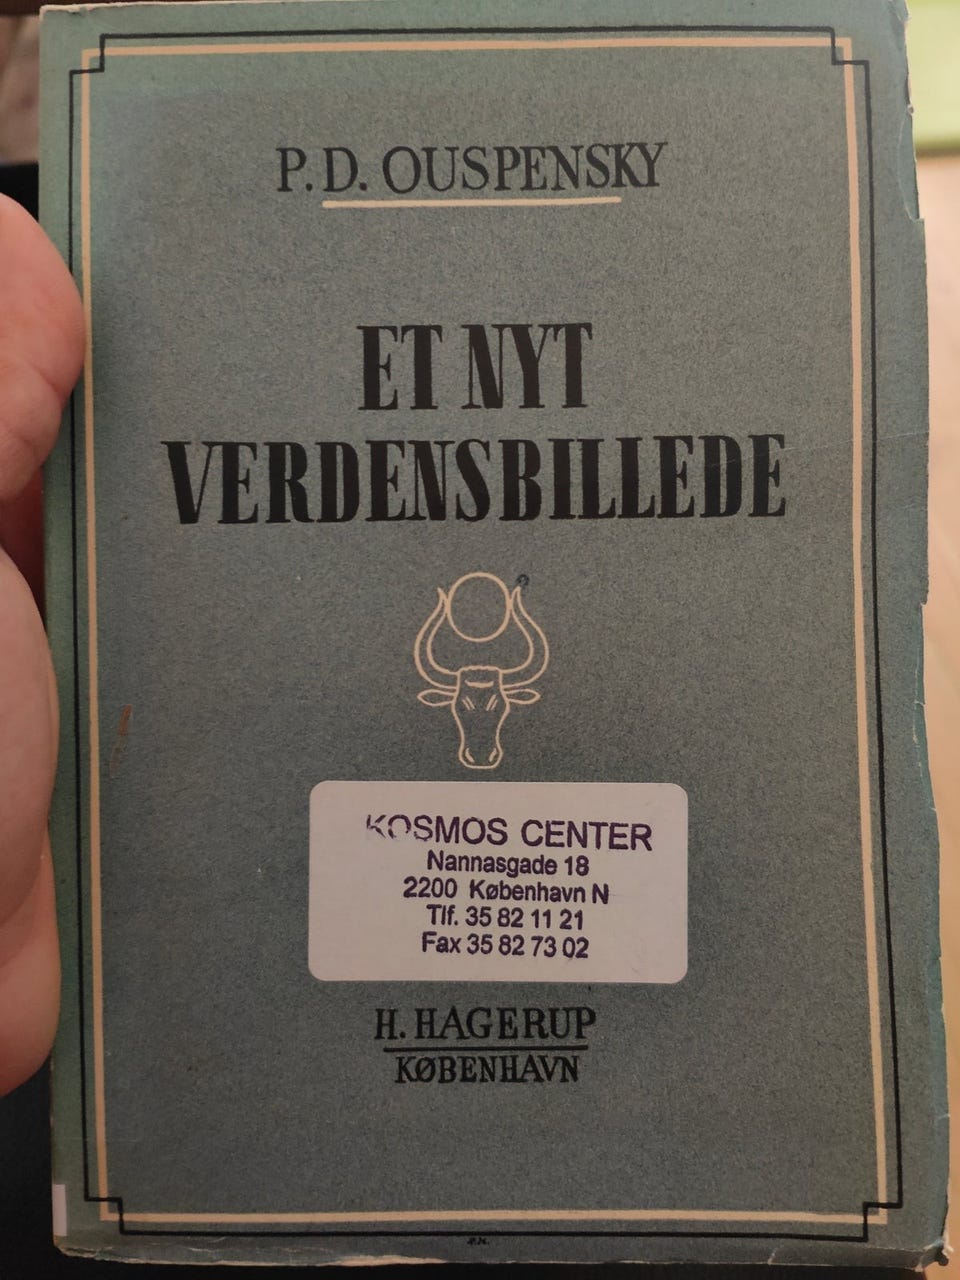 P. D. OUSPENSKY
ET NYT
VERDENSBILLEDE
KOSMOS CENTER
Nannasgade 18
2200 København N
Tlf. 35 82 11 21
Fax 35 82 73 02
H. HAGERUP
KØBENHAVN